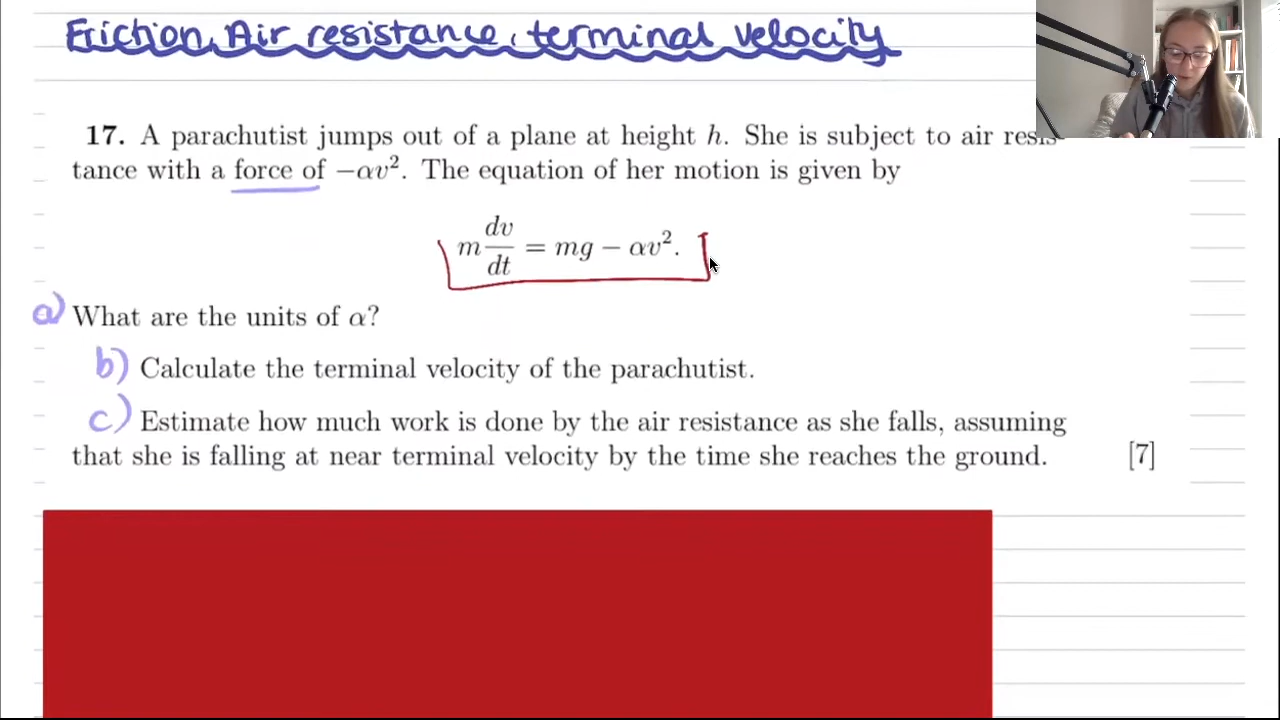 Friction, Air resistance, terminal velocity
17. A parachutist jumps out of a plane at height h. She is subject to air resis-
tance with a force of −αv². The equation of her motion is given by
m dv/dt = mg − αv².
a) What are the units of α?
b) Calculate the terminal velocity of the parachutist.
c) Estimate how much work is done by the air resistance as she falls, assuming
that she is falling at near terminal velocity by the time she reaches the ground. [7]